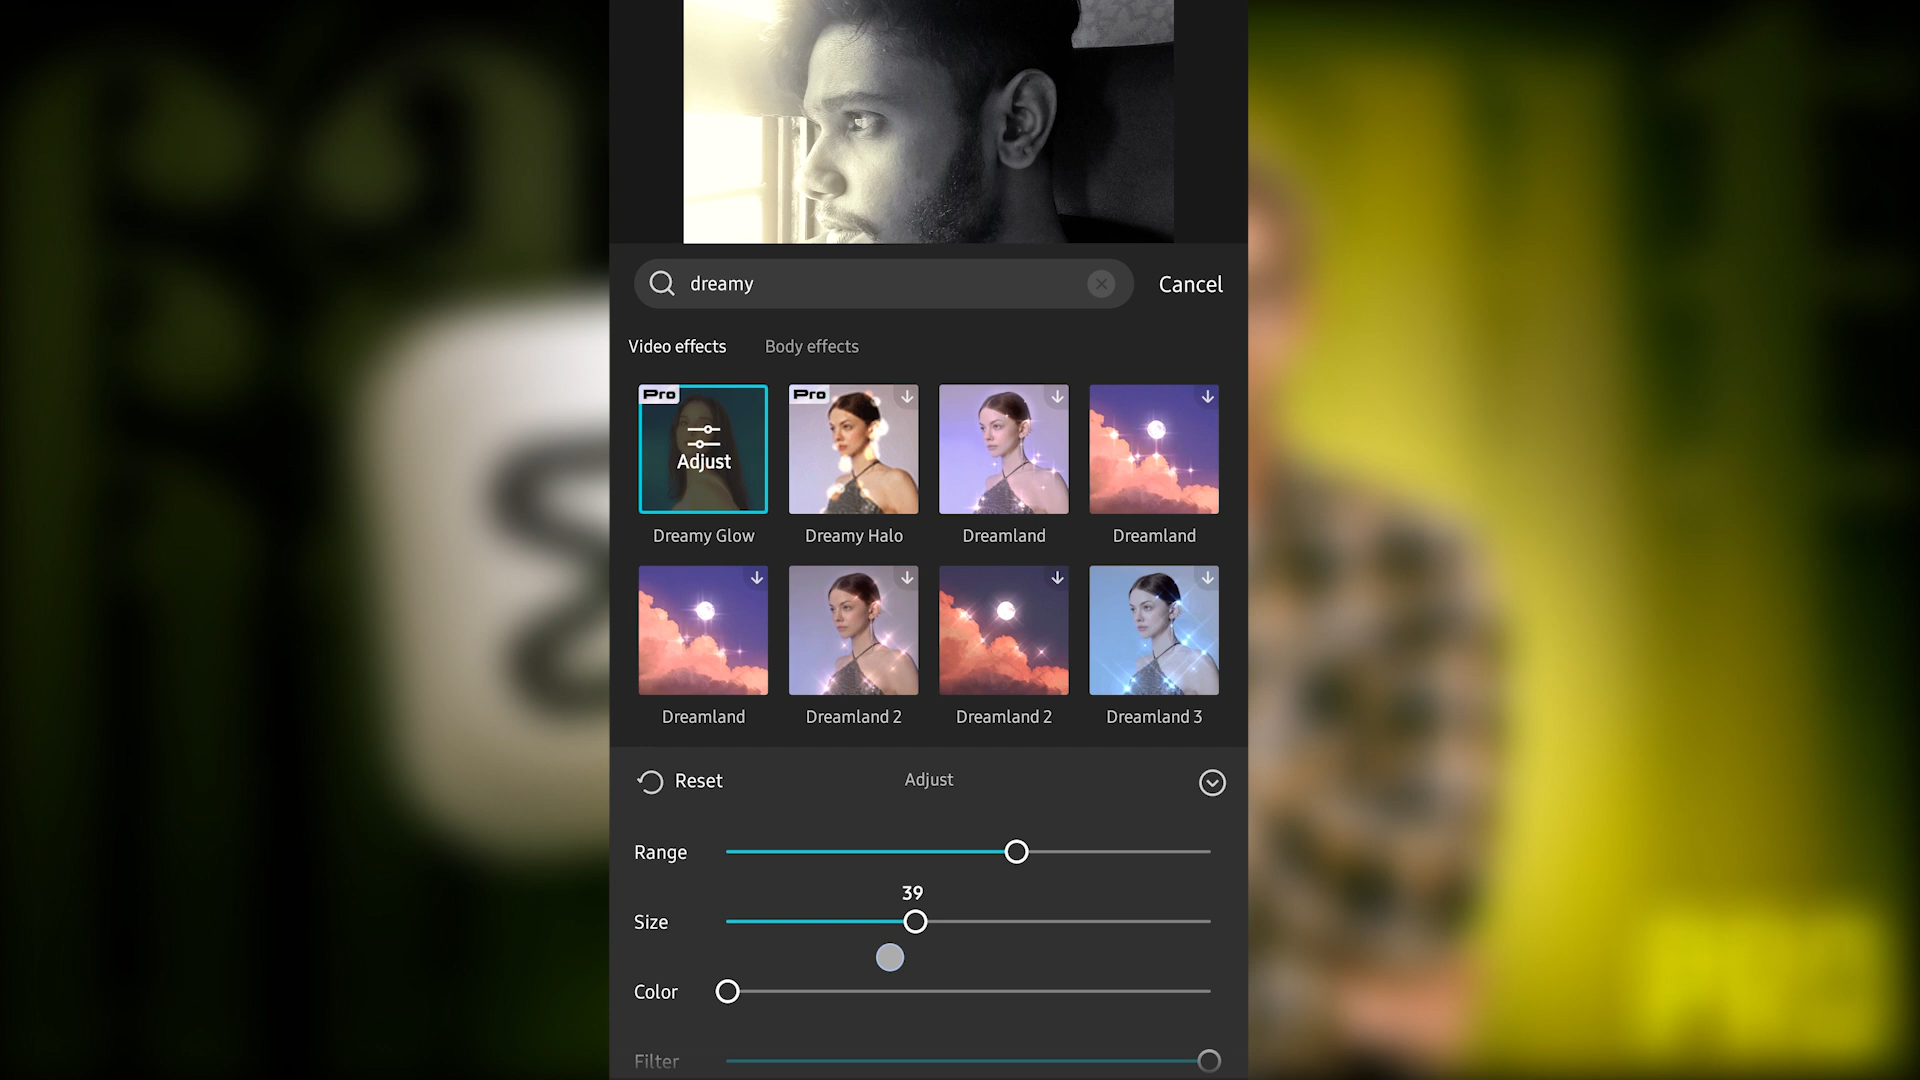 dreamy
Cancel
Video effects
Body effects
Pro
Adjust
Dreamy Glow
Pro
Dreamy Halo
Dreamland
Dreamland
Dreamland
Dreamland 2
Dreamland 2
Dreamland 3
Reset
Adjust
Range
39
Size
Color
Filter